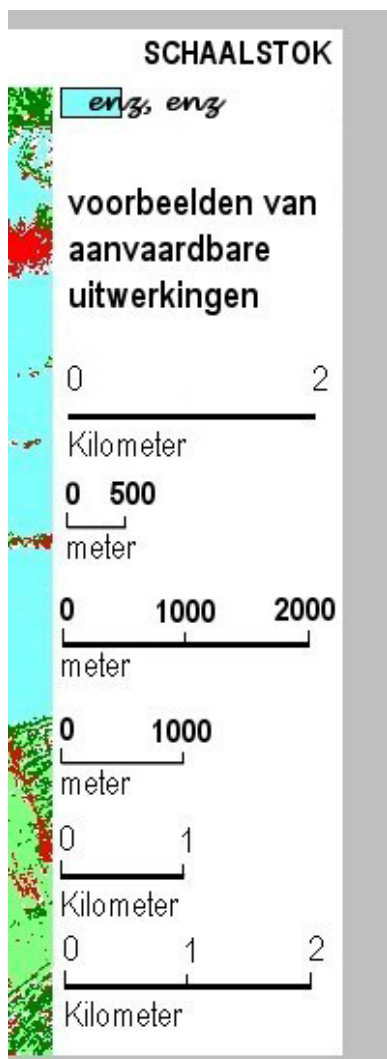 SCHAALSTOK
enz, enz
voorbeelden van
aanvaardbare
uitwerkingen
0 2
Kilometer
0 500
meter
0 1000 2000
meter
0 1000
meter
0 1
Kilometer
0 1 2
Kilometer